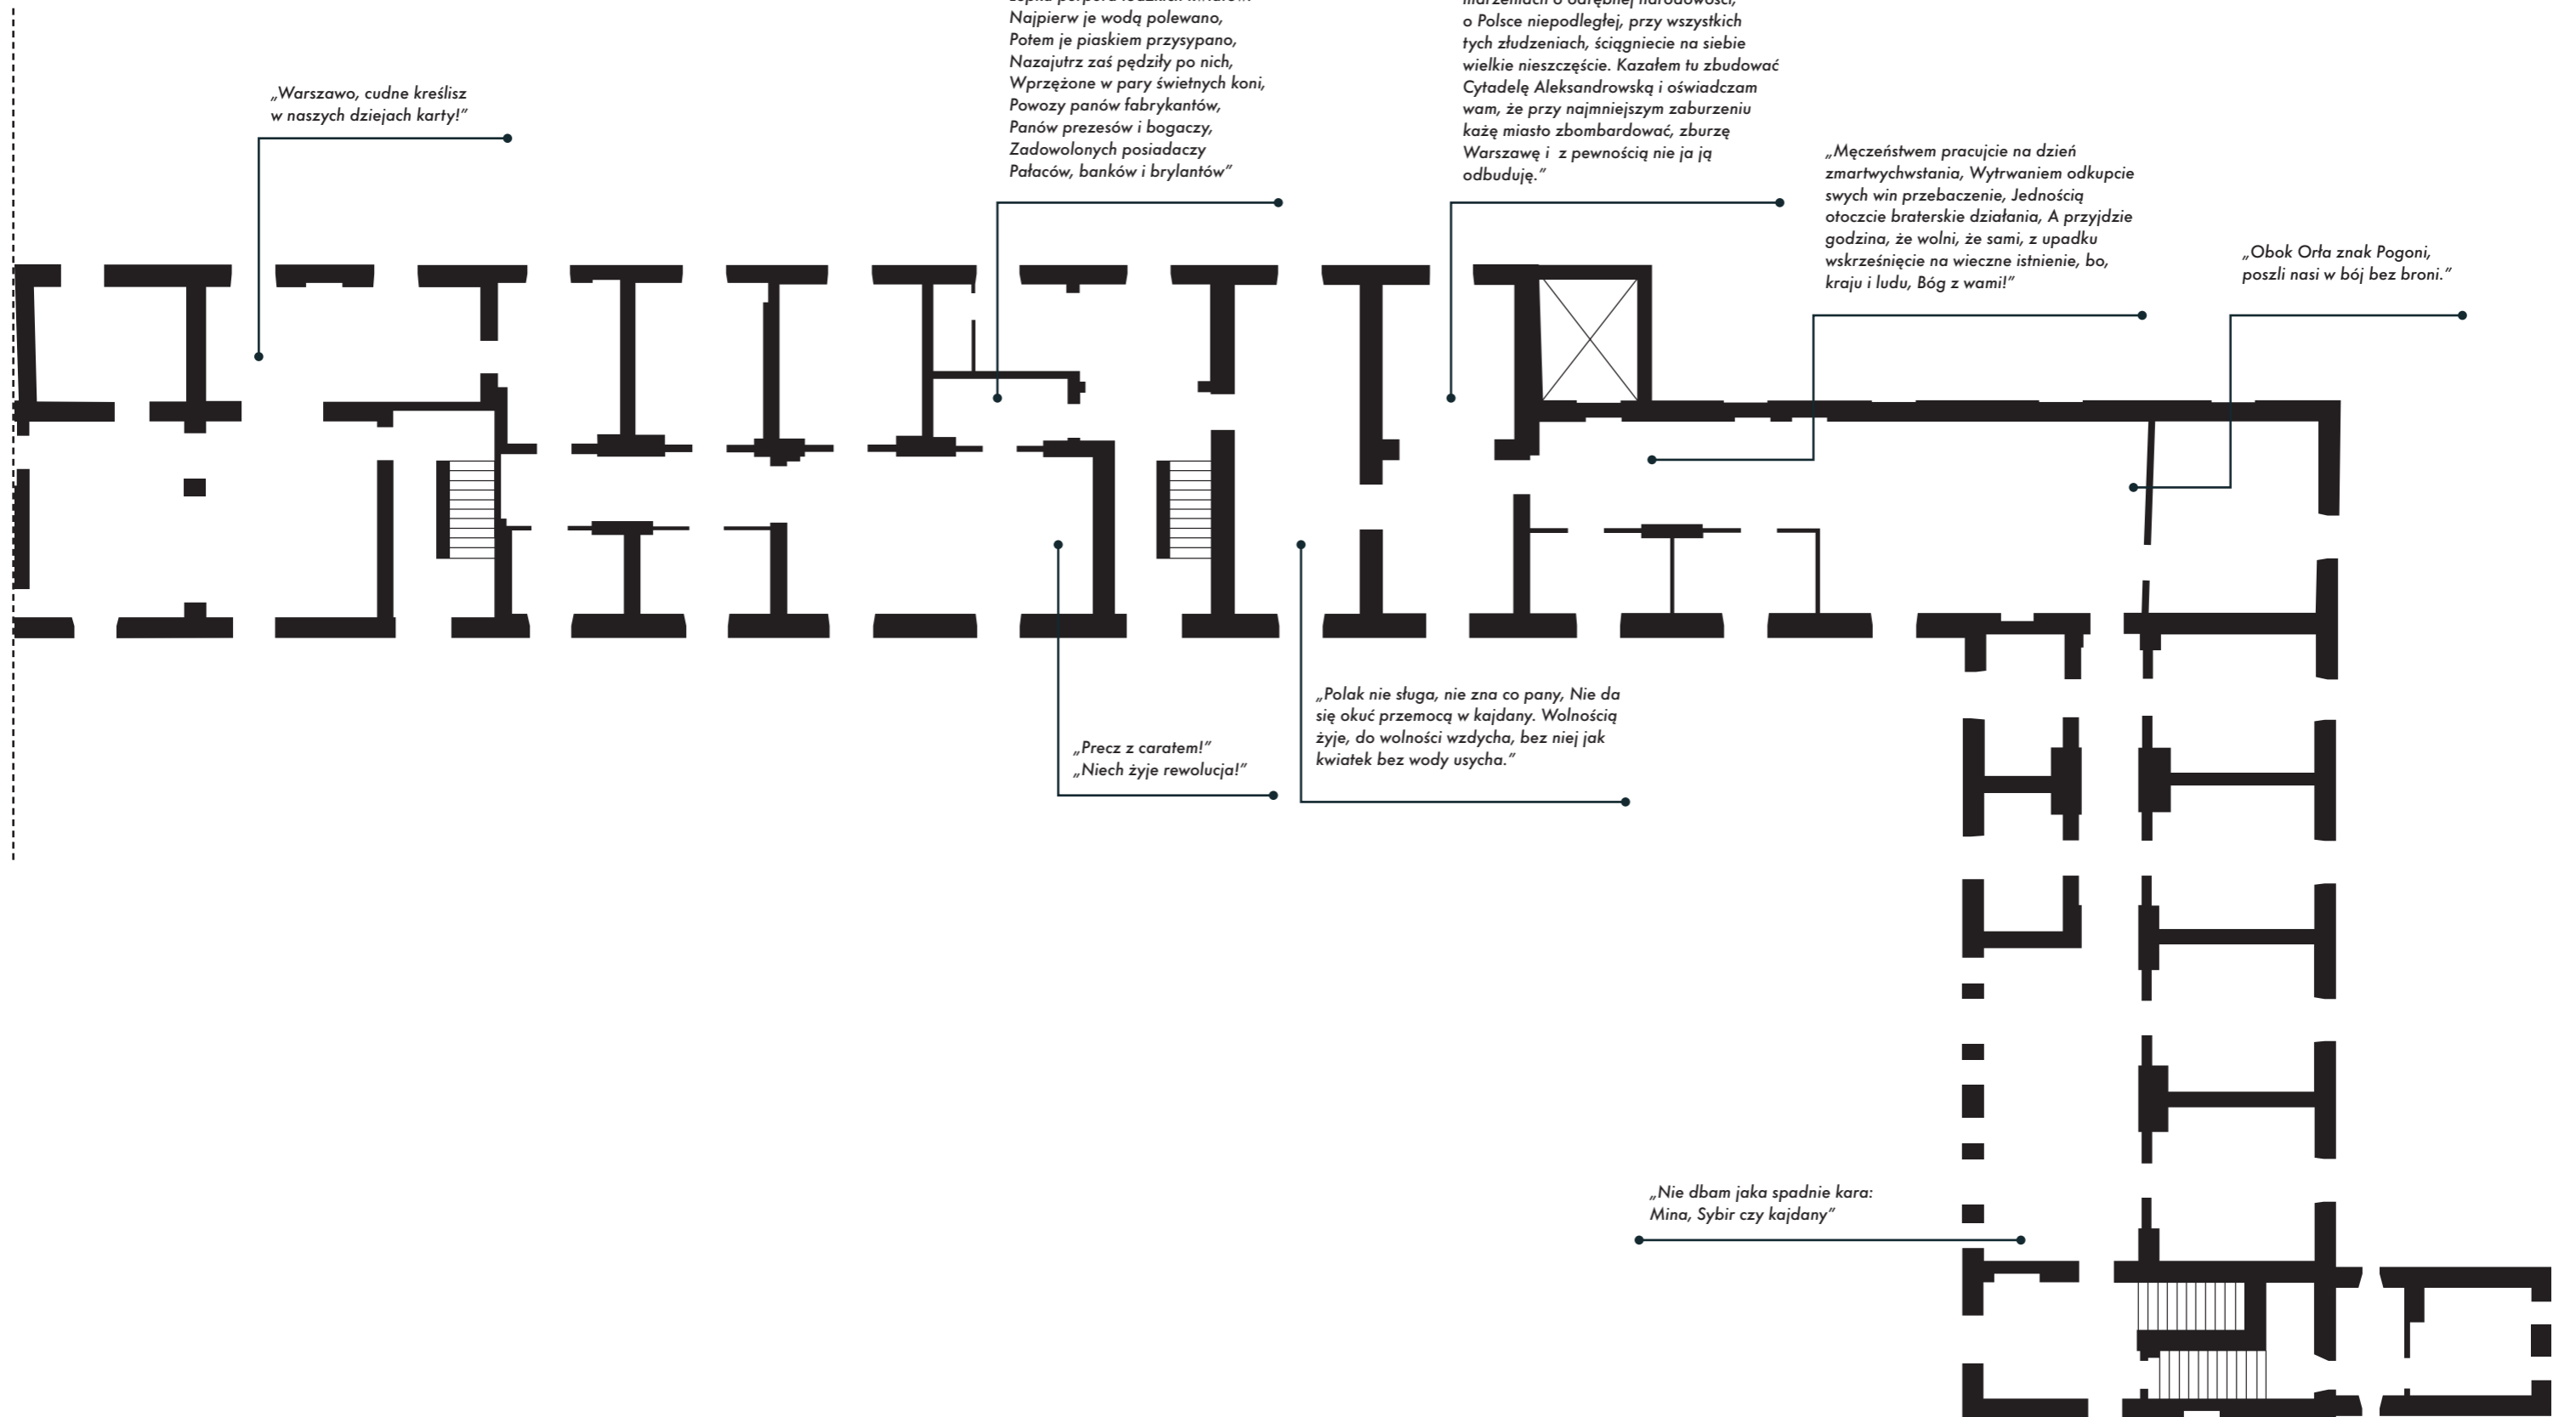 „Warszawo, cudne kreślisz
w naszych dziejach karty!”
Najpierw je wodą polewano,
Potem je piaskiem przysypano,
Nazajutrz zaś pędziły po nich,
Wprzężone w pary świetnych koni,
Powozy panów fabrykantów,
Panów prezesów i bogaczy,
Zadowolonych posiadaczy
Pałaców, banków i brylantów”
marzeniach o odrębnej narodowości,
o Polsce niepodległej, przy wszystkich
tych złudzeniach, ściągniecie na siebie
wielkie nieszczęście. Kazałem tu zbudować
Cytadelę Aleksandrowską i oświadczam
wam, że przy najmniejszym zaburzeniu
każę miasto zbombardować, zburzę
Warszawę i  z pewnością nie ja ją
odbuduję.”
„Męczeństwem pracujcie na dzień
zmartwychwstania, Wytrwaniem odkupcie
swych win przebaczenie, Jednością
otoczcie braterskie działania, A przyjdzie
godzina, że wolni, że sami, z upadku
wskrześnięcie na wieczne istnienie, bo,
kraju i ludu, Bóg z wami!”
„Obok Orła znak Pogoni,
poszli nasi w bój bez broni.”
„Precz z caratem!”
„Niech żyje rewolucja!”
„Polak nie sługa, nie zna co pany, Nie da
się okuć przemocą w kajdany. Wolnością
żyje, do wolności wzdycha, bez niej jak
kwiatek bez wody usycha.”
„Nie dbam jaka spadnie kara:
Mina, Sybir czy kajdany”